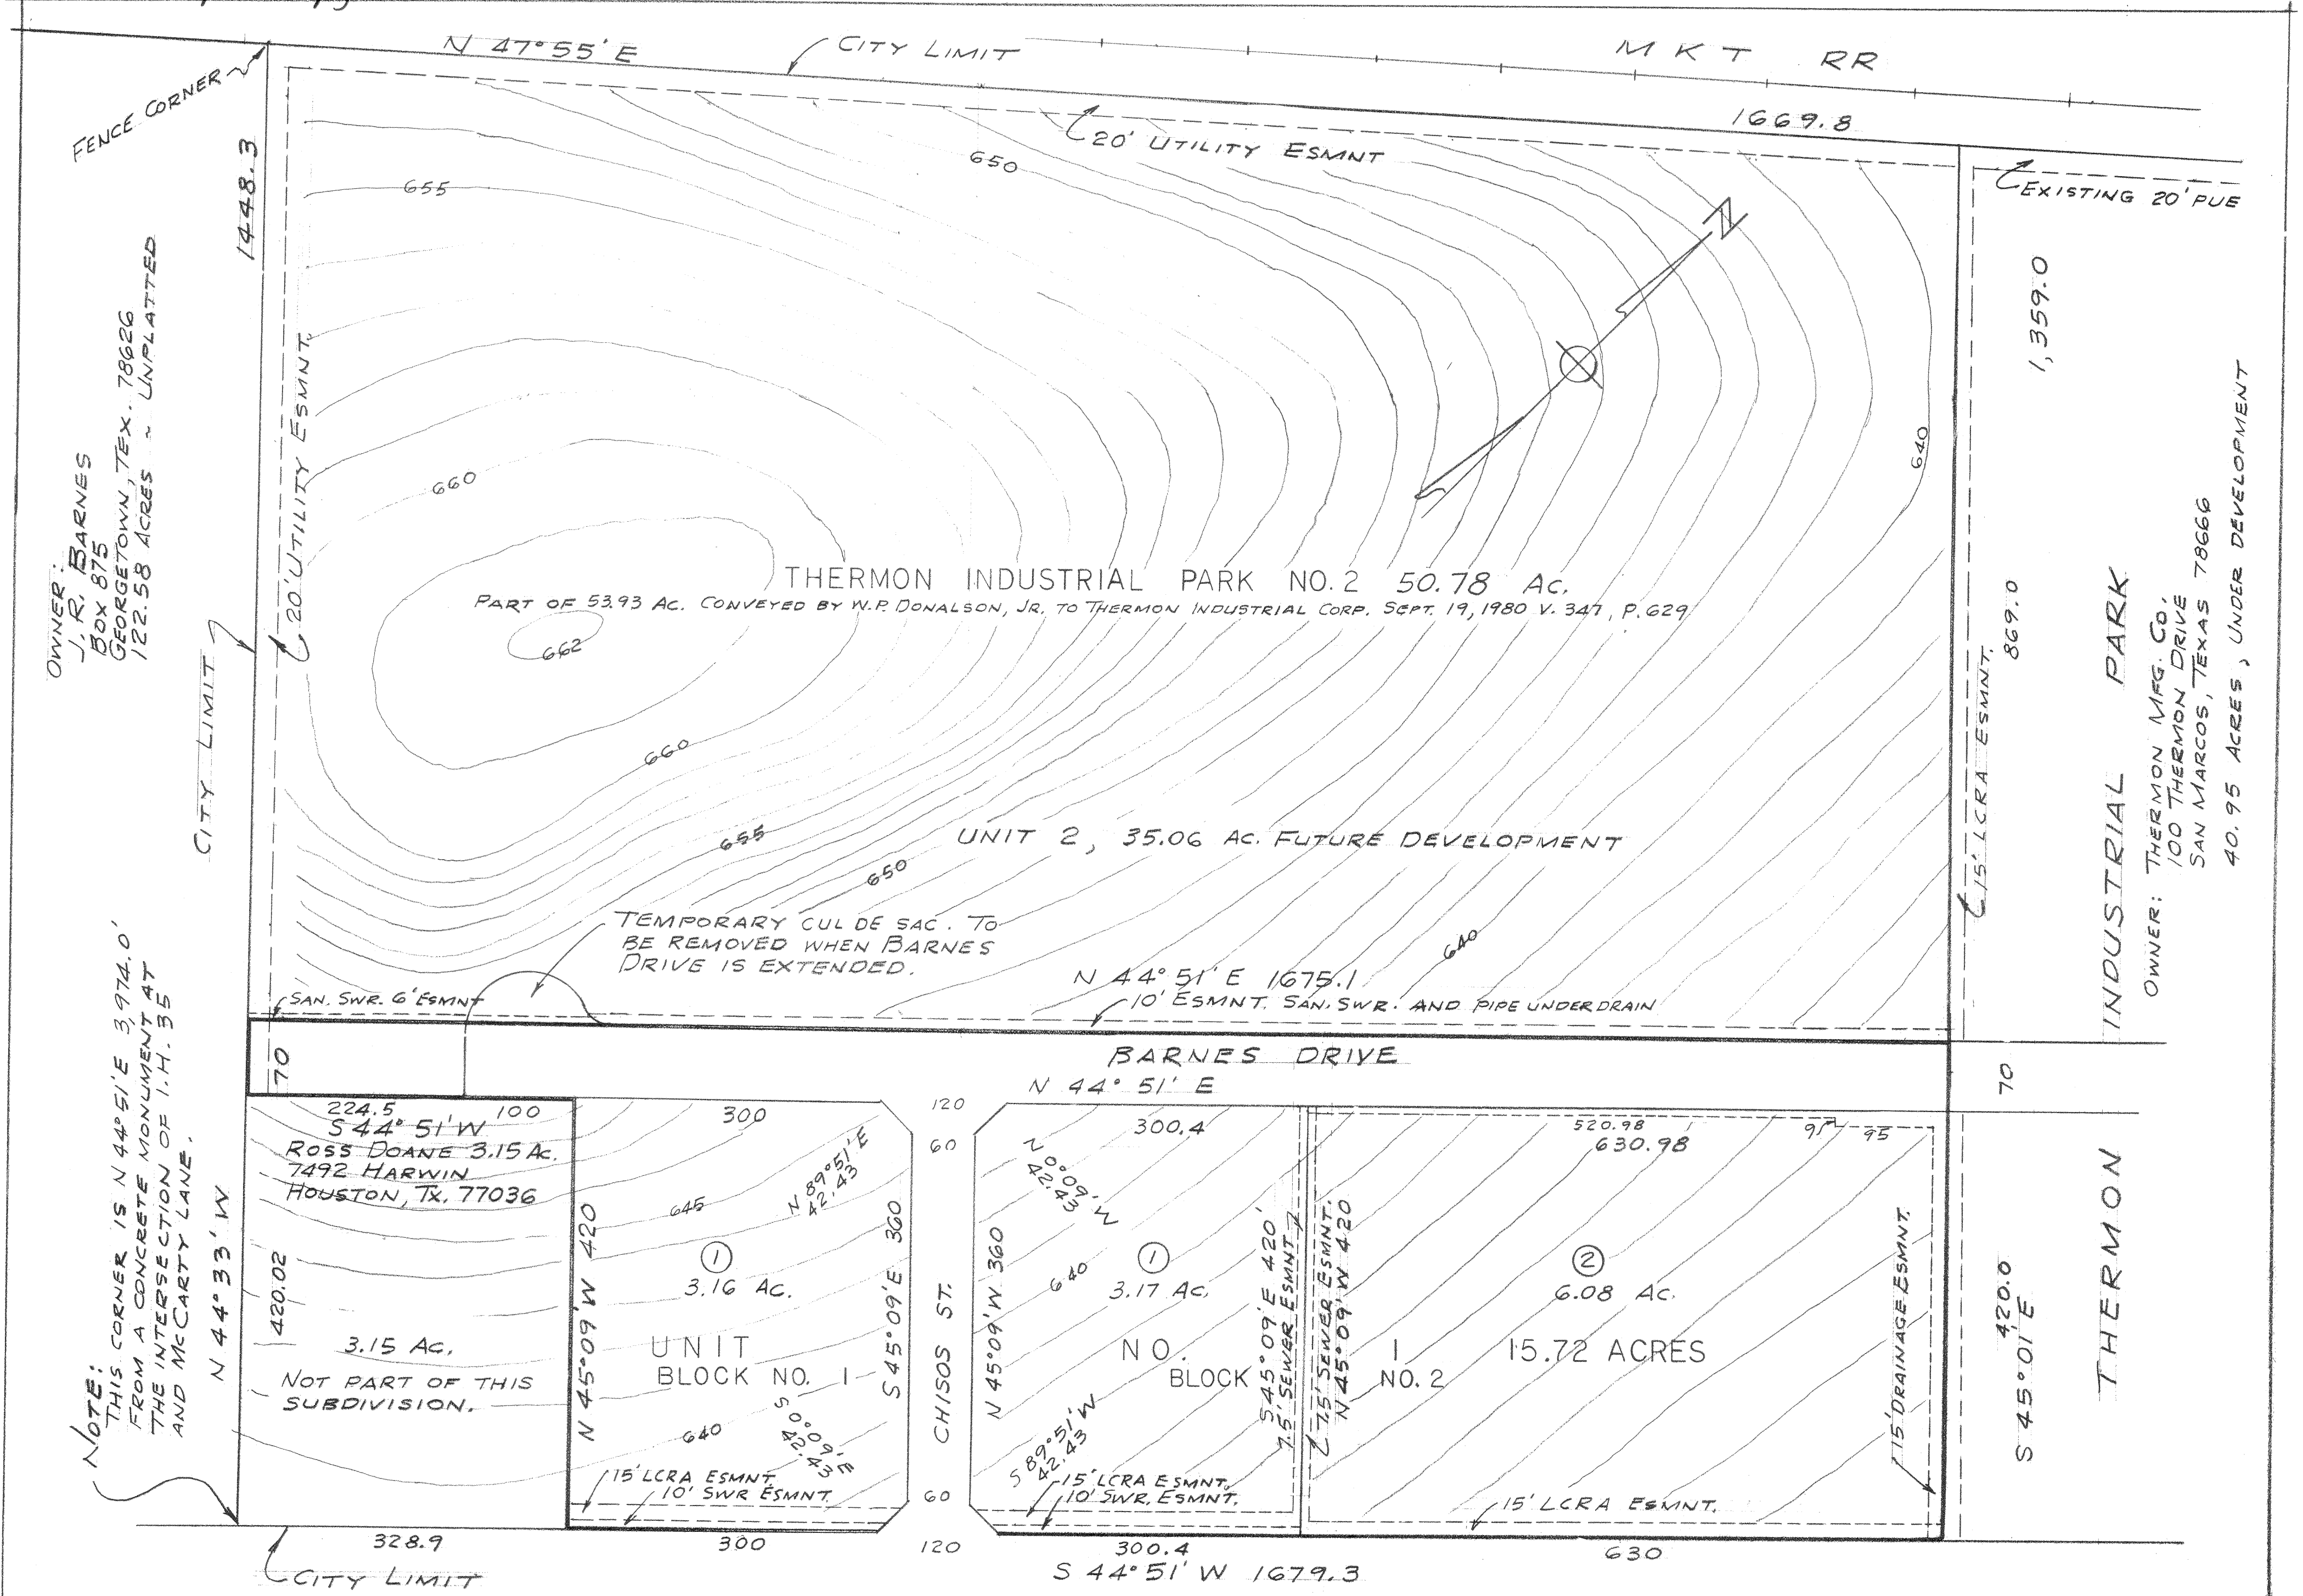 N 47°55' E
CITY LIMIT
M K T RR
FENCE CORNER
1669.8
20' UTILITY ESMNT
EXISTING 20' PUE
1448.3
650
655
N
1,359.0
OWNER:
J. R. BARNES
BOX 875
GEORGETOWN, TEX. 78626
122.58 ACRES ~ UNPLATTED
20' UTILITY ESMNT.
660
640
THERMON INDUSTRIAL PARK NO. 2 50.78 AC.
PART OF 53.93 AC. CONVEYED BY W.P. DONALSON, JR. TO THERMON INDUSTRIAL CORP. SEPT. 19, 1980 V. 347, P. 629
662
869.0
15' LCRA ESMNT.
CITY LIMIT
660
655
650
640
UNIT 2, 35.06 AC. FUTURE DEVELOPMENT
TEMPORARY CUL DE SAC. TO
BE REMOVED WHEN BARNES
DRIVE IS EXTENDED.
THERMON INDUSTRIAL PARK
OWNER: THERMON MFG. CO.
100 THERMON DRIVE
SAN MARCOS, TEXAS 78666
40.95 ACRES, UNDER DEVELOPMENT
N 44°51' E 1675.1
SAN. SWR. 6' ESMNT
10' ESMNT. SAN. SWR. AND PIPE UNDERDRAIN
70
BARNES DRIVE
N 44° 51' E
70
224.5 100
S 44° 51' W
ROSS DOANE 3.15 AC.
7492 HARWIN
HOUSTON, TX. 77036
420.02
3.15 AC.
NOT PART OF THIS
SUBDIVISION.
N 44° 33' W
NOTE:
THIS CORNER IS N 44°51'E 3,974.0'
FROM A CONCRETE MONUMENT AT
THE INTERSECTION OF I.H. 35
AND McCARTY LANE.
300
N 89°51'E
42.43
645
N 45°09'W 420
1
3.16 AC.
UNIT
BLOCK NO. 1
S 45°09'E 360
640
S 0°09'E
42.43
15' LCRA ESMNT.
10' SWR ESMNT.
120
60
CHISOS ST.
60
120
300.4
N 0°09' W
42.43
N 45°09'W 360
640
1
3.17 AC.
NO.
BLOCK
S 45°09'E 420'
7.5' SEWER ESMNT.
S 89°51' W
42.43
15' LCRA ESMNT.
10' SWR. ESMNT.
7.5' SEWER ESMNT.
N 45°09'W 420
520.98
630.98
95
2
6.08 AC.
1
NO. 2
15.72 ACRES
15' DRAINAGE ESMNT.
15' LCRA ESMNT.
420.0
S 45°01'E
328.9
300
300.4
S 44°51' W 1679.3
630
CITY LIMIT